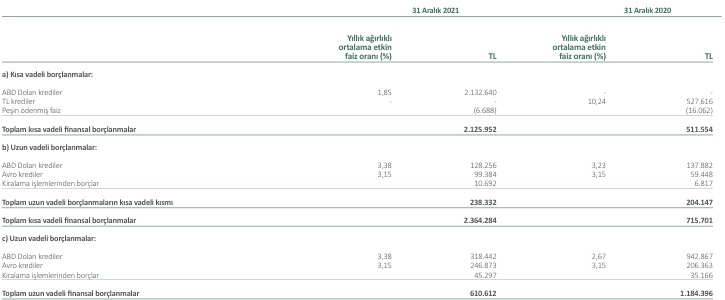 31 Aralık 2021 31 Aralık 2020
Yıllık ağırlıklı Yıllık ağırlıklı
ortalama etkin ortalama etkin
faiz oranı (%) TL faiz oranı (%) TL
a) Kısa vadeli borçlanmalar:
ABD Doları krediler 1,85 2.132.640 - -
TL krediler - - 10,24 527.616
Peşin ödenmiş faiz (6.688) (16.062)
Toplam kısa vadeli finansal borçlanmalar 2.125.952 511.554
b) Uzun vadeli borçlanmalar:
ABD Doları krediler 3,38 128.256 3,23 137.882
Avro krediler 3,15 99.384 3,15 59.448
Kiralama işlemlerinden borçlar 10.692 6.817
Toplam uzun vadeli borçlanmaların kısa vadeli kısmı 238.332 204.147
Toplam kısa vadeli finansal borçlanmalar 2.364.284 715.701
c) Uzun vadeli borçlanmalar:
ABD Doları krediler 3,38 318.442 2,67 942.867
Avro krediler 3,15 246.873 3,15 206.363
Kiralama işlemlerinden borçlar 45.297 35.166
Toplam uzun vadeli finansal borçlanmalar 610.612 1.184.396